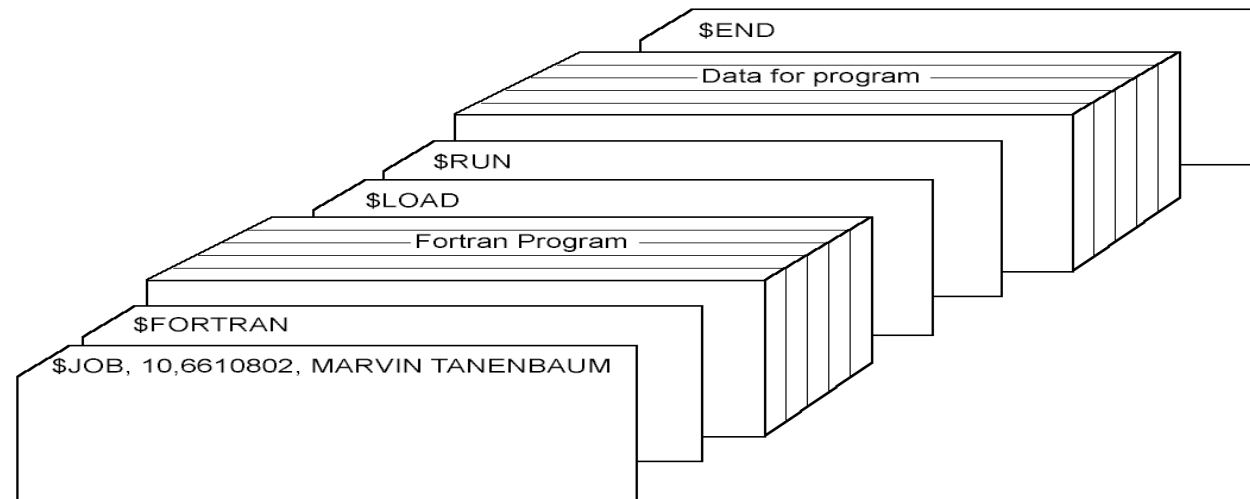 $END
Data for program
$RUN
$LOAD
Fortran Program
$FORTRAN
$JOB, 10,6610802, MARVIN TANENBAUM